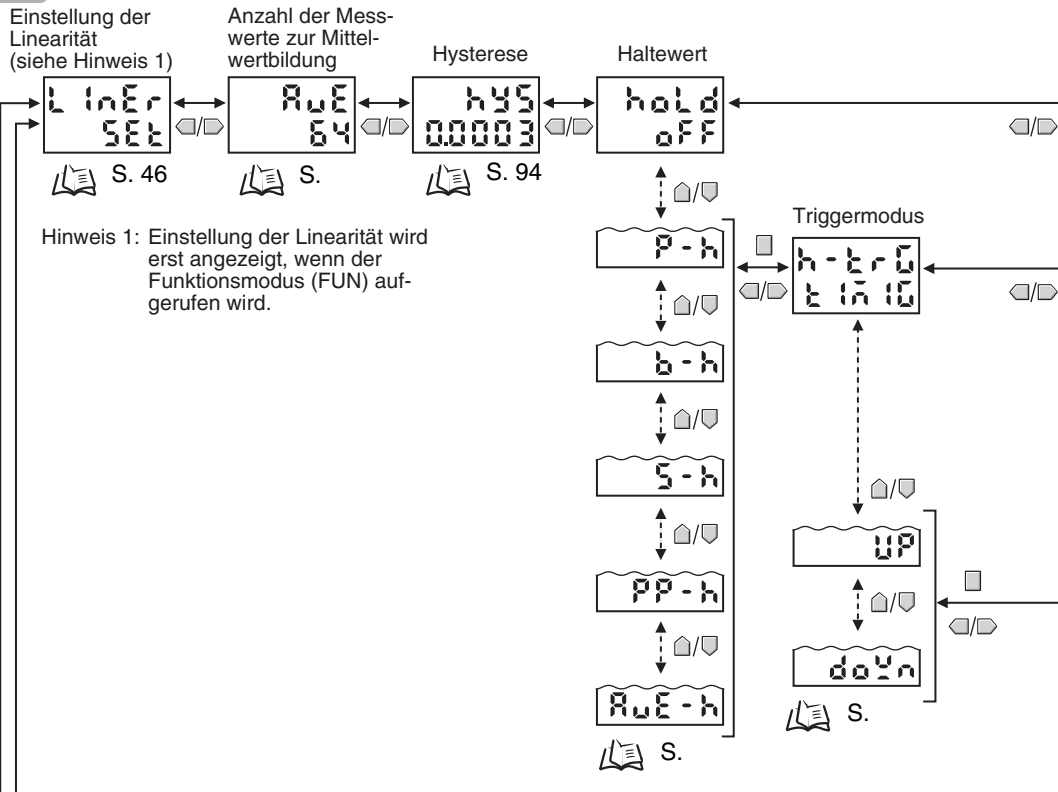 Einstellung der
Linearität
(siehe Hinweis 1)
LInEr
SEt
S. 46
Anzahl der Mess-
werte zur Mittel-
wertbildung
AvE
64
S.
Hysterese
hYS
0.0003
S. 94
Haltewert
hoLd
oFF
P-h
b-h
S-h
PP-h
AvE-h
S.
Triggermodus
h-trG
tImIG
UP
doWn
S.
Hinweis 1: Einstellung der Linearität wird
erst angezeigt, wenn der
Funktionsmodus (FUN) auf-
gerufen wird.